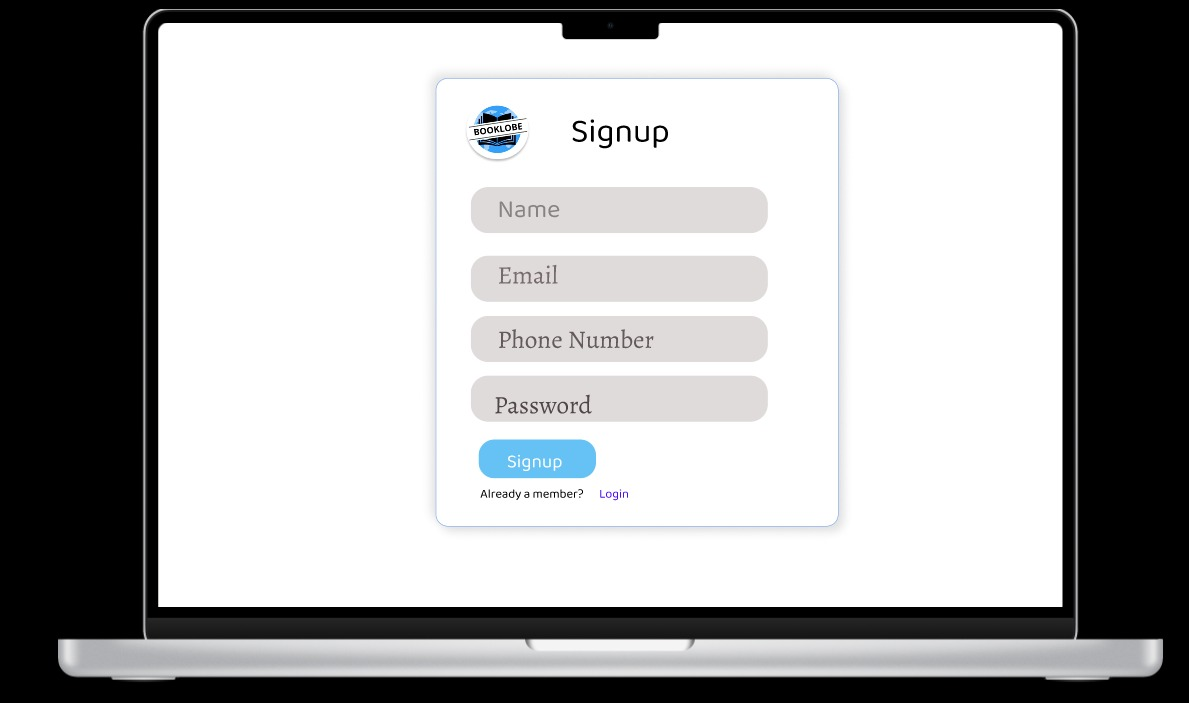 BOOKLOBE
Signup
Name
Email
Phone Number
Password
Signup
Already a member? Login